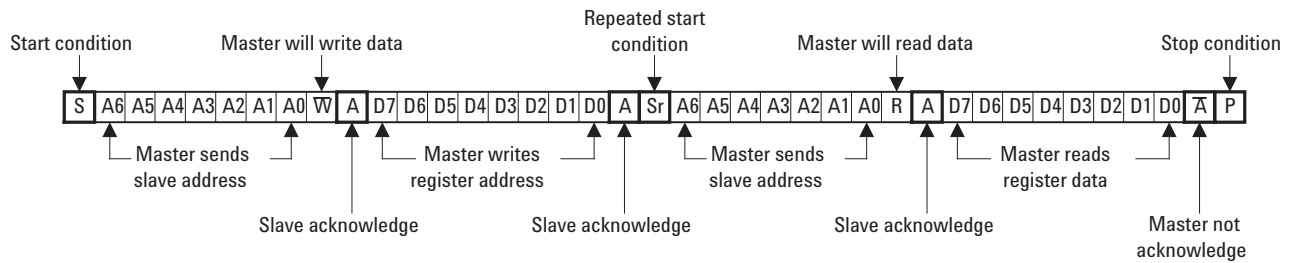 Repeated start
Start condition Master will write data condition Master will read data Stop condition
S A6 A5 A4 A3 A2 A1 A0 W̅ A D7 D6 D5 D4 D3 D2 D1 D0 A Sr A6 A5 A4 A3 A2 A1 A0 R A D7 D6 D5 D4 D3 D2 D1 D0 A̅ P
Master sends Master writes Master sends Master reads
slave address register address slave address register data
Slave acknowledge Slave acknowledge Slave acknowledge Master not
acknowledge